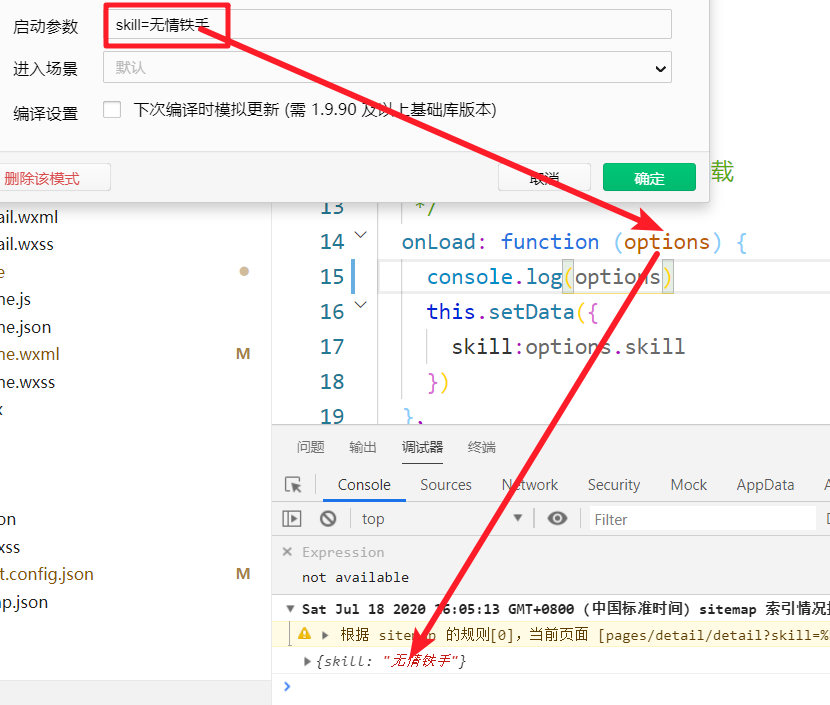 启动参数 skill=无情铁手
进入场景 默认
编译设置 下次编译时模拟更新 (需 1.9.90 及以上基础库版本)
删除该模式 取消 确定
载
ail.wxml
ail.wxss
e
ne.js
ne.json
ne.wxml M
ne.wxss
x
on
xss
t.config.json M
p.json
13 */
14 onLoad: function (options) {
15 console.log(options)
16 this.setData({
17 skill:options.skill
18 })
19 },
问题 输出 调试器 终端
Console Sources Network Security Mock AppData A
top Filter
× Expression
not available
Sat Jul 18 2020 16:05:13 GMT+0800 (中国标准时间) sitemap 索引情况
根据 sitemap 的规则[0]，当前页面 [pages/detail/detail?skill=%
{skill: "无情铁手"}